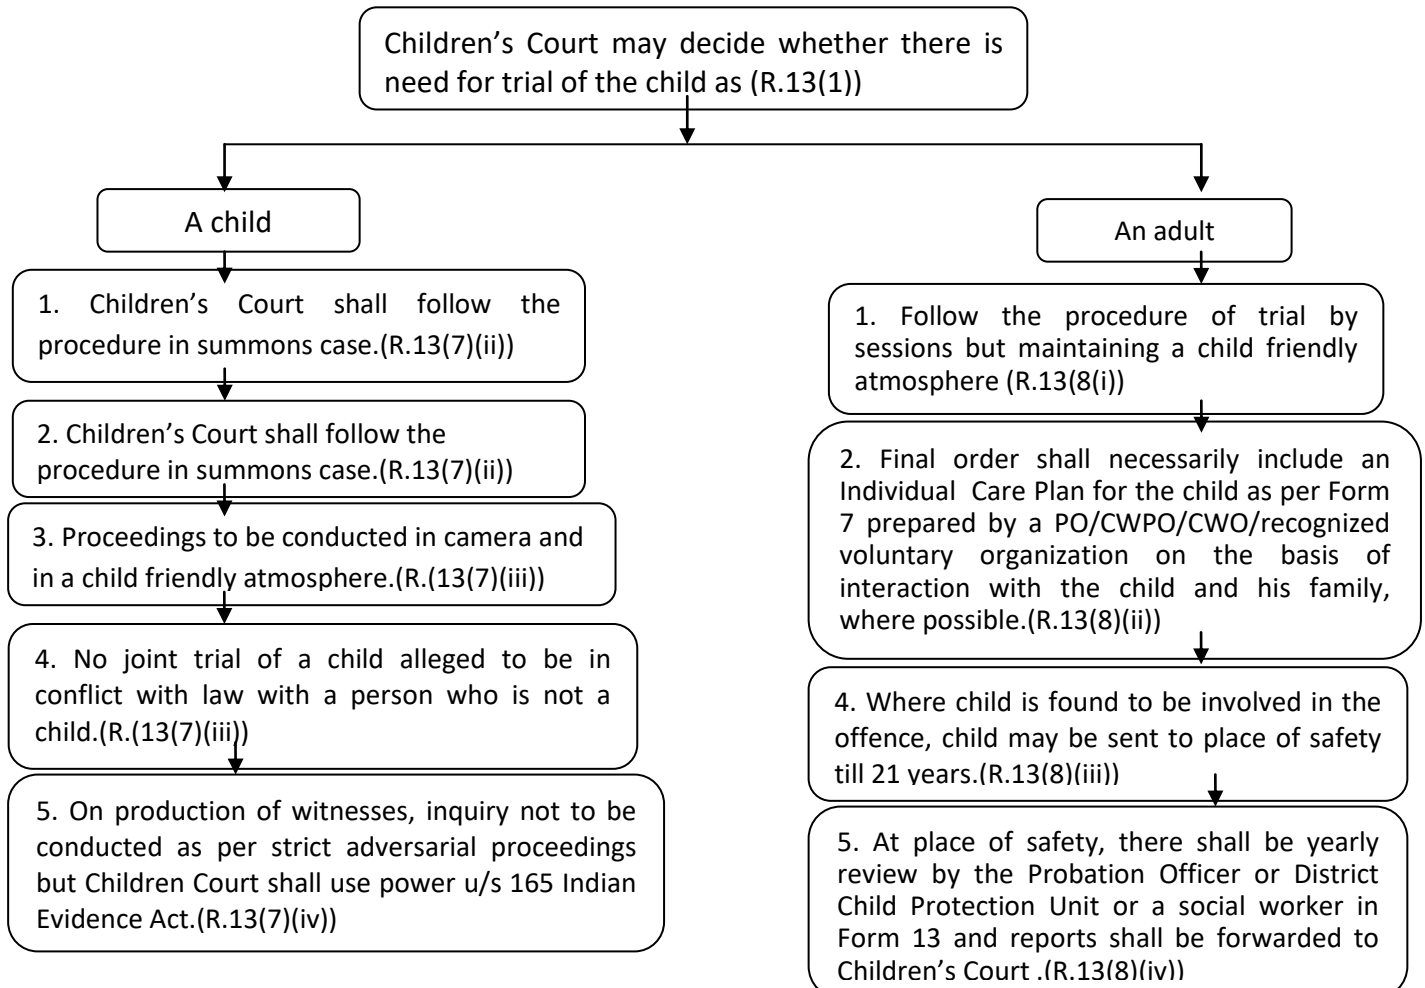 Children’s Court may decide whether there is
need for trial of the child as (R.13(1))
A child
1. Children’s Court shall follow the
procedure in summons case.(R.13(7)(ii))
2. Children’s Court shall follow the
procedure in summons case.(R.13(7)(ii))
3. Proceedings to be conducted in camera and
in a child friendly atmosphere.(R.(13(7)(iii))
4. No joint trial of a child alleged to be in
conflict with law with a person who is not a
child.(R.(13(7)(iii))
5. On production of witnesses, inquiry not to be
conducted as per strict adversarial proceedings
but Children Court shall use power u/s 165 Indian
Evidence Act.(R.13(7)(iv))
An adult
1. Follow the procedure of trial by
sessions but maintaining a child friendly
atmosphere (R.13(8(i))
2. Final order shall necessarily include an
Individual Care Plan for the child as per Form
7 prepared by a PO/CWPO/CWO/recognized
voluntary organization on the basis of
interaction with the child and his family,
where possible.(R.13(8)(ii))
4. Where child is found to be involved in the
offence, child may be sent to place of safety
till 21 years.(R.13(8)(iii))
5. At place of safety, there shall be yearly
review by the Probation Officer or District
Child Protection Unit or a social worker in
Form 13 and reports shall be forwarded to
Children’s Court .(R.13(8)(iv))